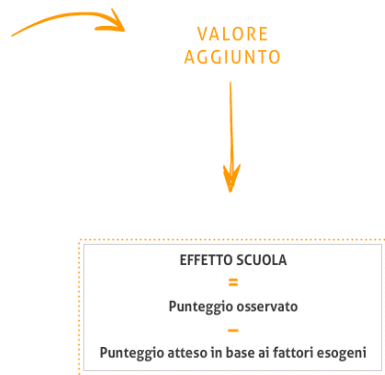 VALORE
AGGIUNTO
EFFETTO SCUOLA
=
Punteggio osservato
–
Punteggio atteso in base ai fattori esogeni